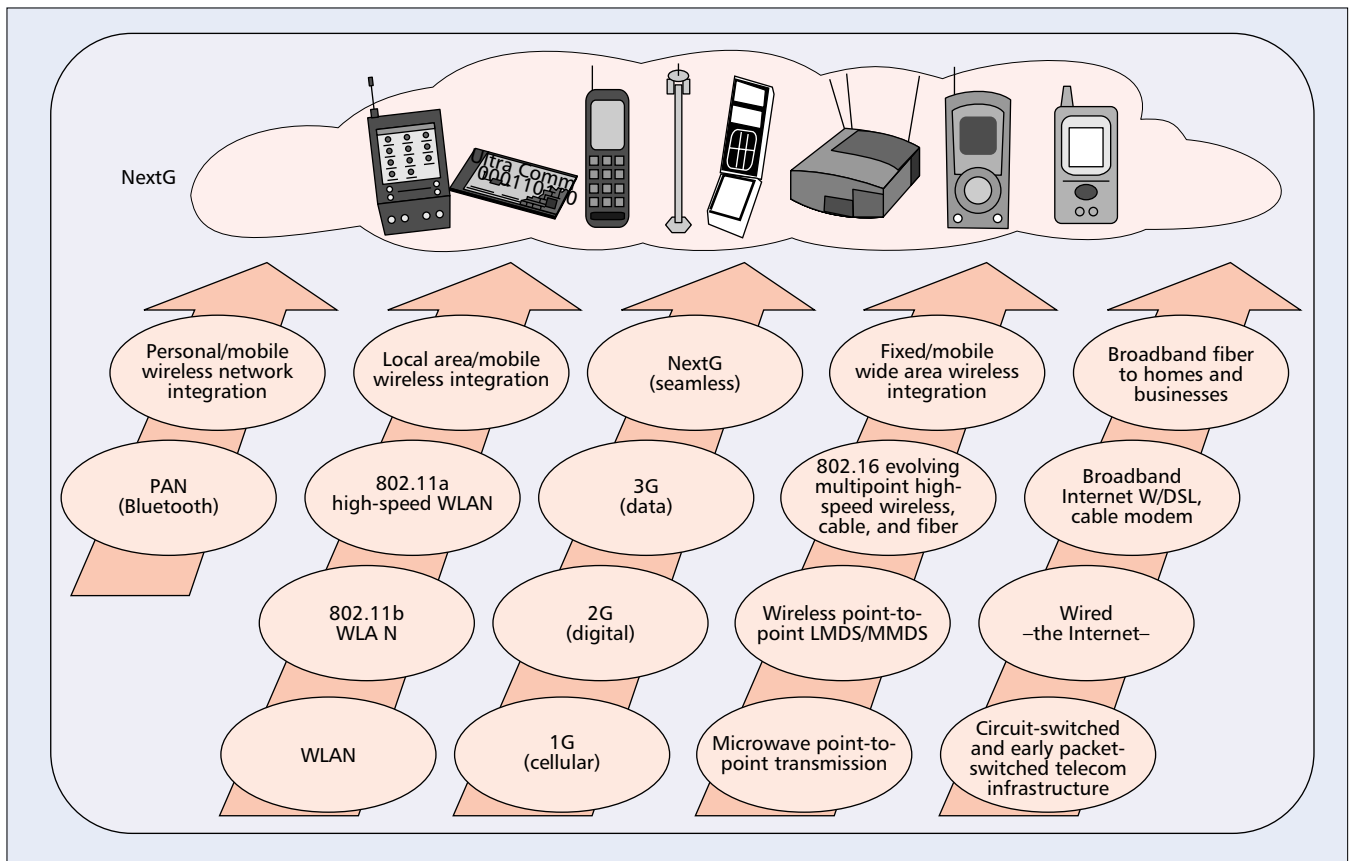 Ultra Comm
000110
NextG
Personal/mobile
wireless network
integration
Local area/mobile
wireless integration
NextG
(seamless)
Fixed/mobile
wide area wireless
integration
Broadband fiber
to homes and
businesses
PAN
(Bluetooth)
802.11a
high-speed WLAN
3G
(data)
802.16 evolving
multipoint high-
speed wireless,
cable, and fiber
Broadband
Internet W/DSL,
cable modem
802.11b
WLA N
2G
(digital)
Wireless point-to-
point LMDS/MMDS
Wired
–the Internet–
WLAN
1G
(cellular)
Microwave point-to-
point transmission
Circuit-switched
and early packet-
switched telecom
infrastructure